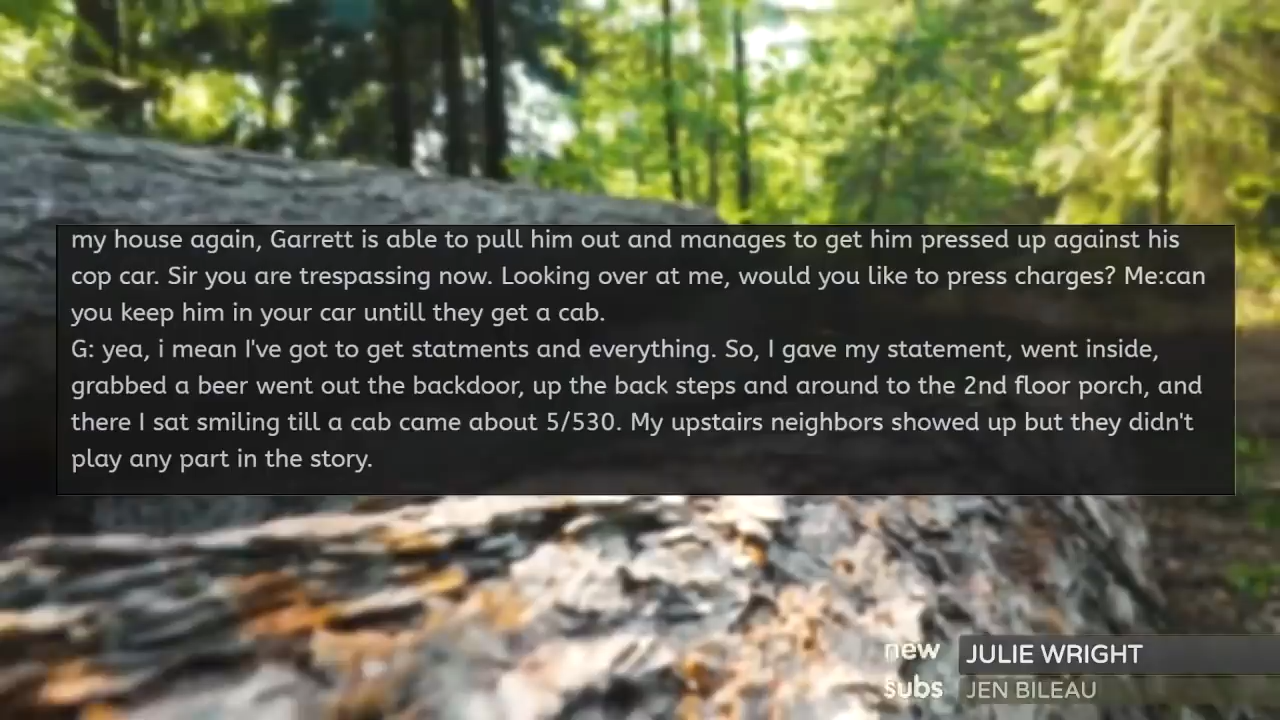 my house again, Garrett is able to pull him out and manages to get him pressed up against his
cop car. Sir you are trespassing now. Looking over at me, would you like to press charges? Me:can
you keep him in your car untill they get a cab.
G: yea, i mean I've got to get statments and everything. So, I gave my statement, went inside,
grabbed a beer went out the backdoor, up the back steps and around to the 2nd floor porch, and
there I sat smiling till a cab came about 5/530. My upstairs neighbors showed up but they didn't
play any part in the story.
new JULIE WRIGHT
subs JEN BILEAU